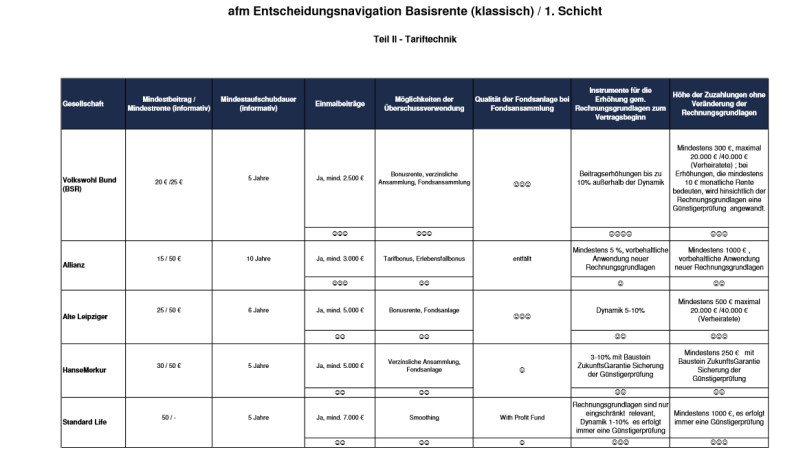 afm Entscheidungsnavigation Basisrente (klassisch) / 1. Schicht
Teil II - Tariftechnik
Gesellschaft
Mindestbeitrag /
Mindestrente (informativ)
Mindestaufschubdauer
(informativ)
Einmalbeiträge
Möglichkeiten der
Überschussverwendung
Qualität der Fondsanlage bei
Fondsansammlung
Instrumente für die
Erhöhung gem.
Rechnungsgrundlagen zum
Vertragsbeginn
Höhe der Zuzahlungen ohne
Veränderung der
Rechnungsgrundlagen
Volkswohl Bund
(BSR)
20 € /25 €
5 Jahre
Ja, mind. 2.500 €
Bonusrente, verzinsliche
Ansammlung, Fondsansammlung
☺☺☺
Beitragserhöhungen bis zu
10% außerhalb der Dynamik
Mindestens 300 €, maximal
20.000 € /40.000 €
(Verheiratete) ; bei
Erhöhungen, die mindestens
10 € monatliche Rente
bedeuten, wird hinsichtlich der
Rechnungsgrundlagen eine
Günstigerprüfung angewandt.
☺☺☺
☺☺☺
☺☺☺☺
☺☺☺
Allianz
15 / 50 €
10 Jahre
Ja, mind. 3.000 €
Tarifbonus, Erlebensfallbonus
entfällt
Mindestens 5 %, vorbehaltliche
Anwendung neuer
Rechnungsgrundlagen
Mindestens 1000 € ,
vorbehaltliche Anwendung
neuer Rechnungsgrundlagen
☺☺☺
☺☺
☺
☺☺
Alte Leipziger
25 / 50 €
6 Jahre
Ja, mind. 5.000 €
Bonusrente, Fondsanlage
☺☺☺
Dynamik 5-10%
Mindestens 500 € maximal
20.000 € /40.000 €
(Verheiratete)
☺☺
☺☺
☺☺
☺☺☺
HanseMerkur
30 / 50 €
5 Jahre
Ja, mind. 5.000 €
Verzinsliche Ansammlung,
Fondsanlage
☺
3-10% mit Baustein
ZukunftsGarantie Sicherung
der Günstigerprüfung
Mindestens 250 € mit
Baustein ZukunftsGarantie
Sicherung der
Günstigerprüfung
☺☺
☺☺
☺☺
☺☺
Standard Life
50 / -
5 Jahre
Ja, mind. 7.000 €
Smoothing
With Profit Fund
Rechnungsgrundlagen sind nur
eingschränkt relevant,
Dynamik 1-10% es erfolgt
immer eine Günstigerprüfung
Mindestens 1000 €, es erfolgt
immer eine Günstigerprüfung
☺☺
☺☺
☺
☺☺☺
☺☺☺